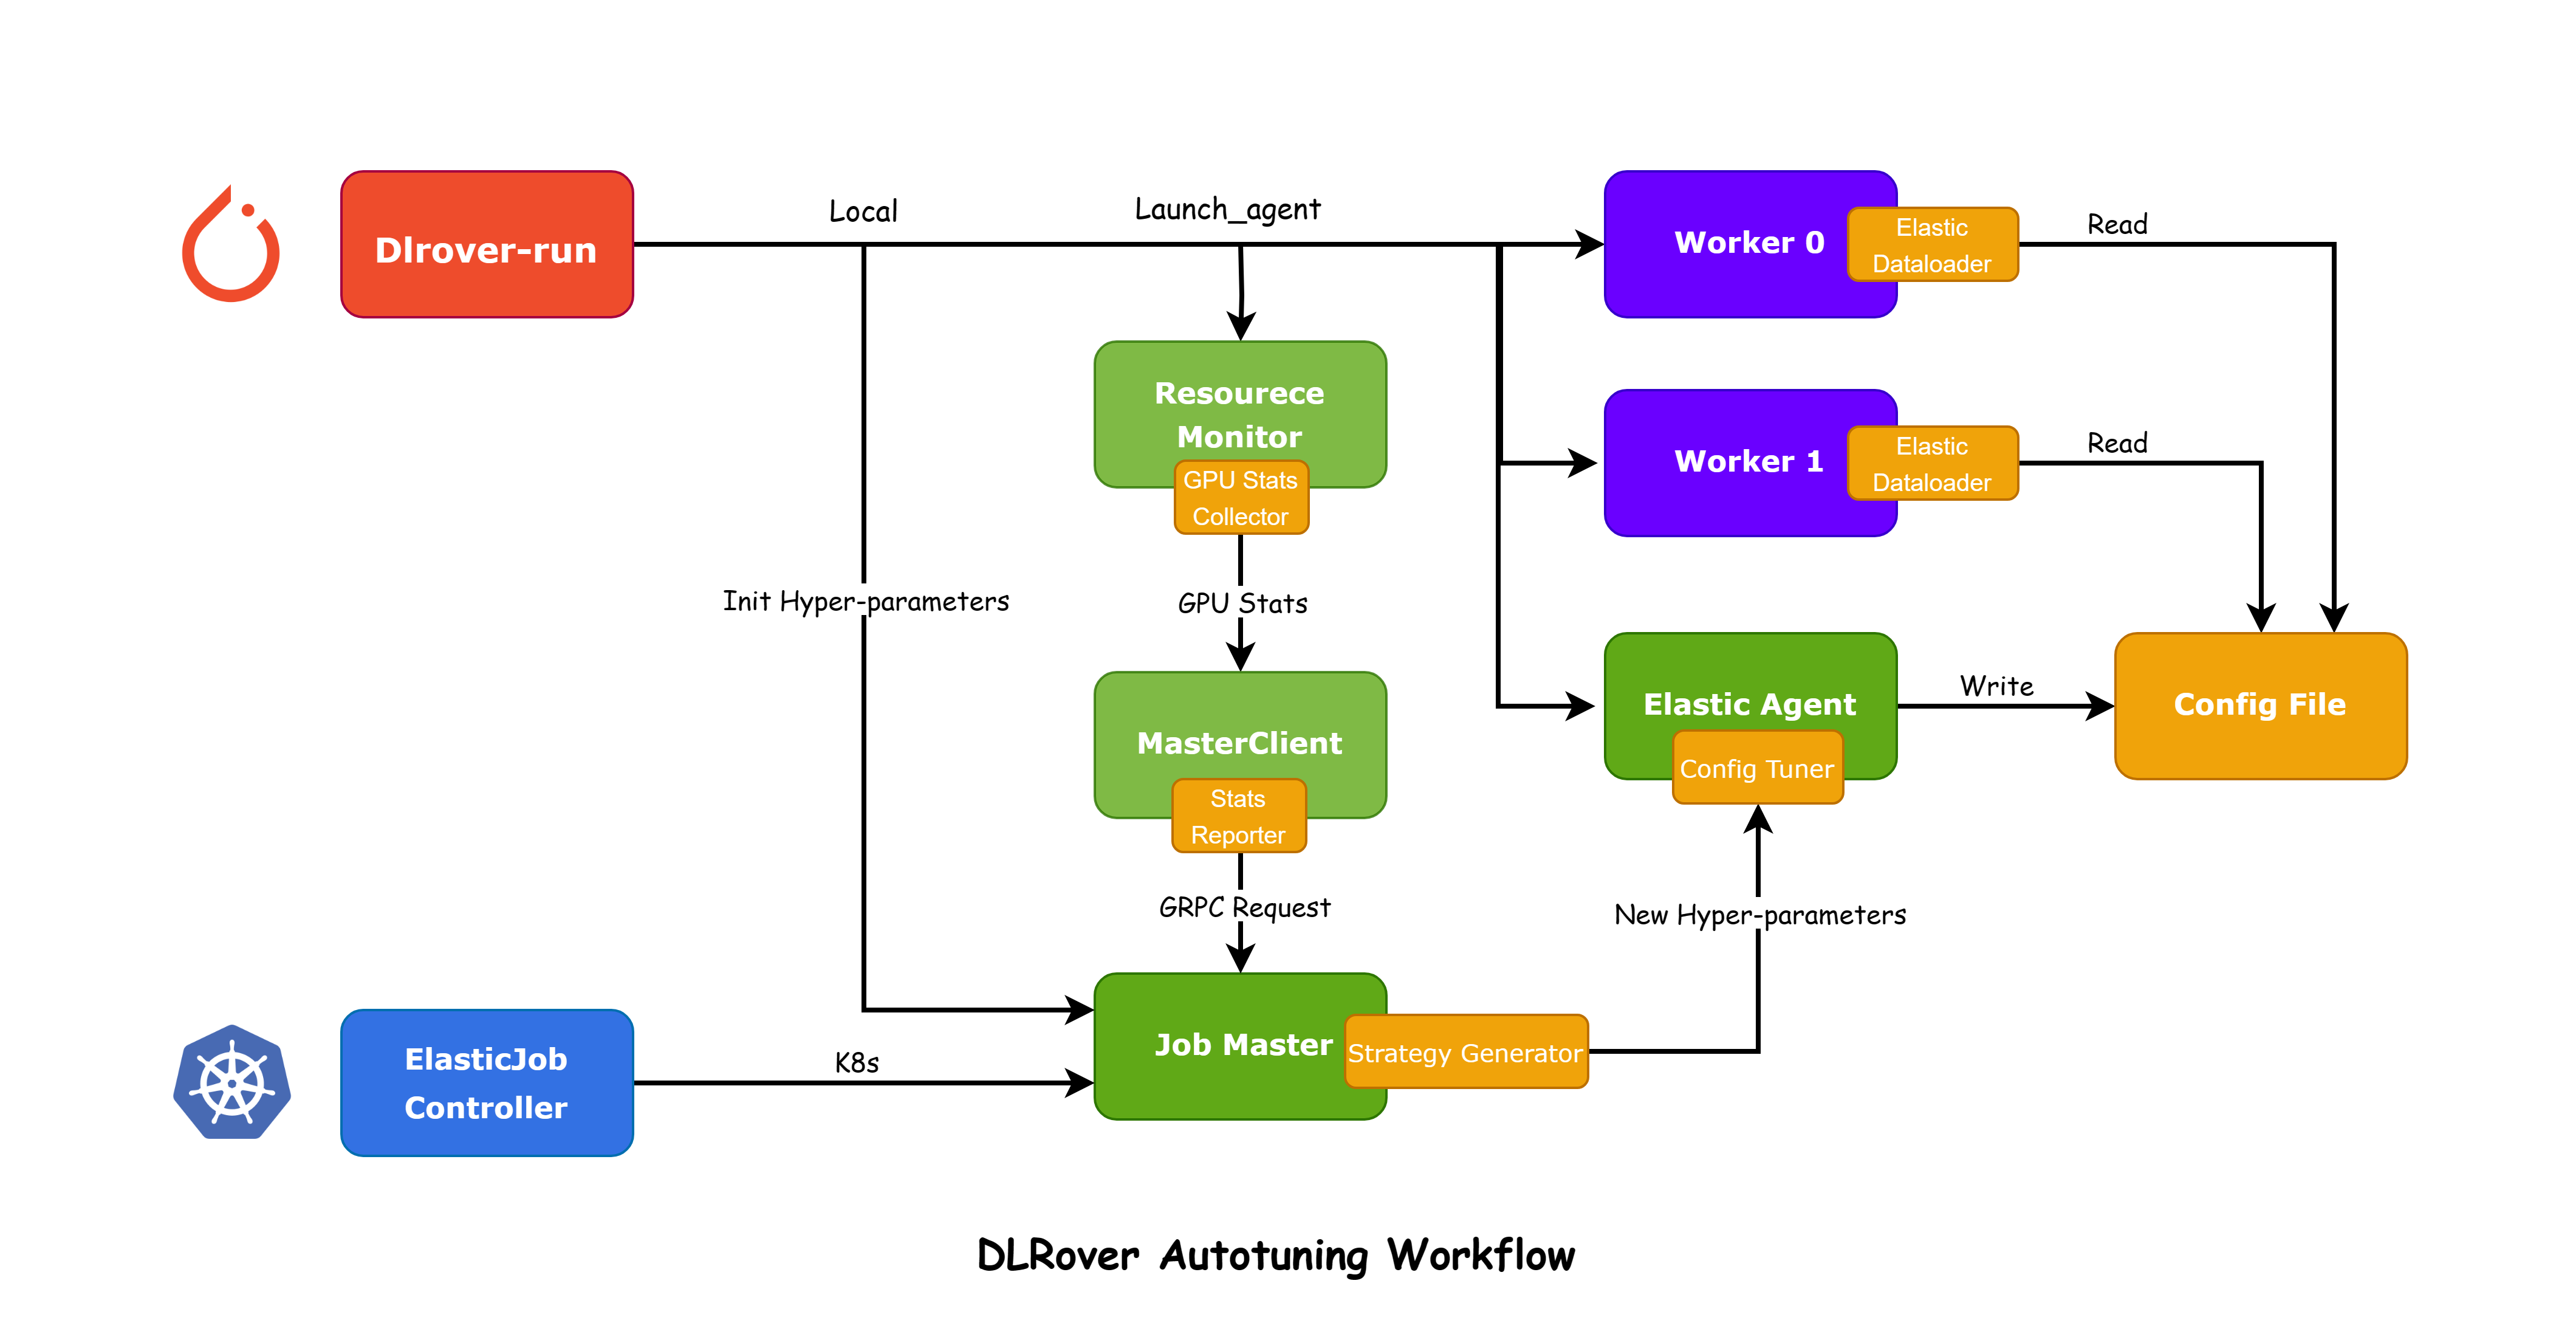 Local
Launch_agent
Dlrover-run
Worker 0
Elastic
Dataloader
Read
Resourece
Monitor
GPU Stats
Collector
Worker 1
Elastic
Dataloader
Read
Init Hyper-parameters
GPU Stats
MasterClient
Stats
Reporter
Elastic Agent
Config Tuner
Write
Config File
GRPC Request
New Hyper-parameters
Job Master
Strategy Generator
K8s
ElasticJob
Controller
DLRover Autotuning Workflow